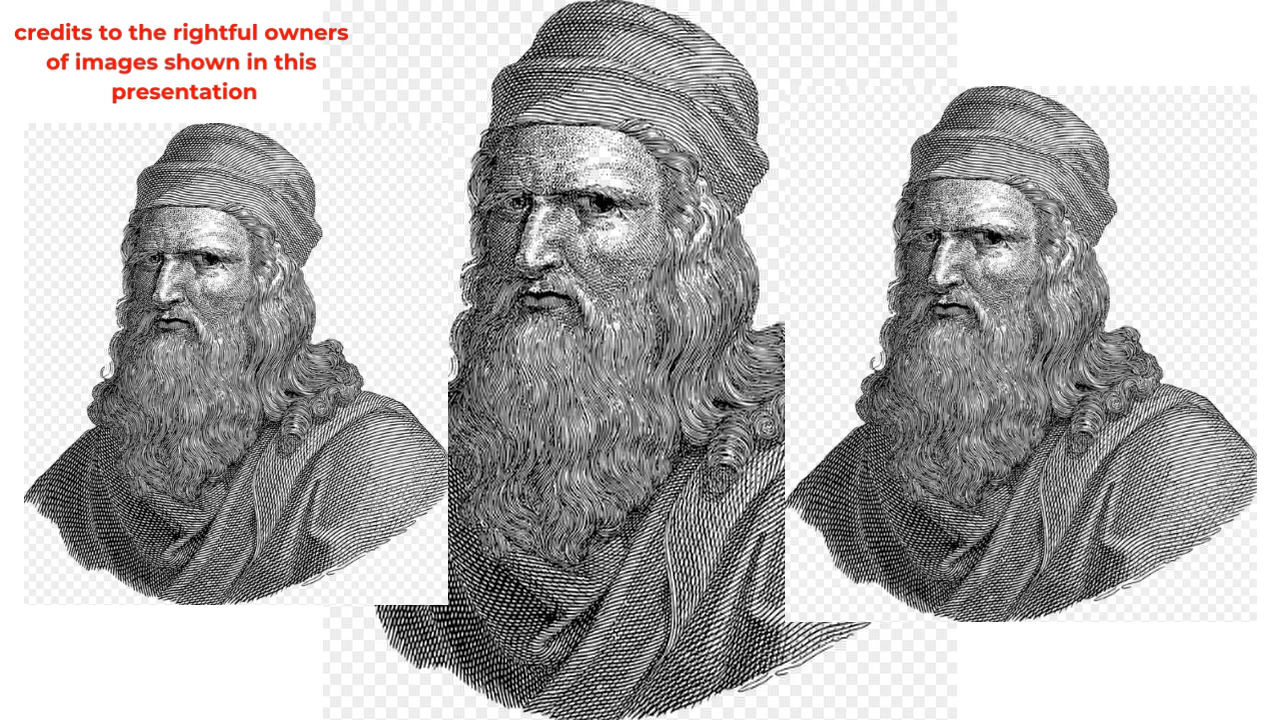 credits to the rightful owners
of images shown in this
presentation